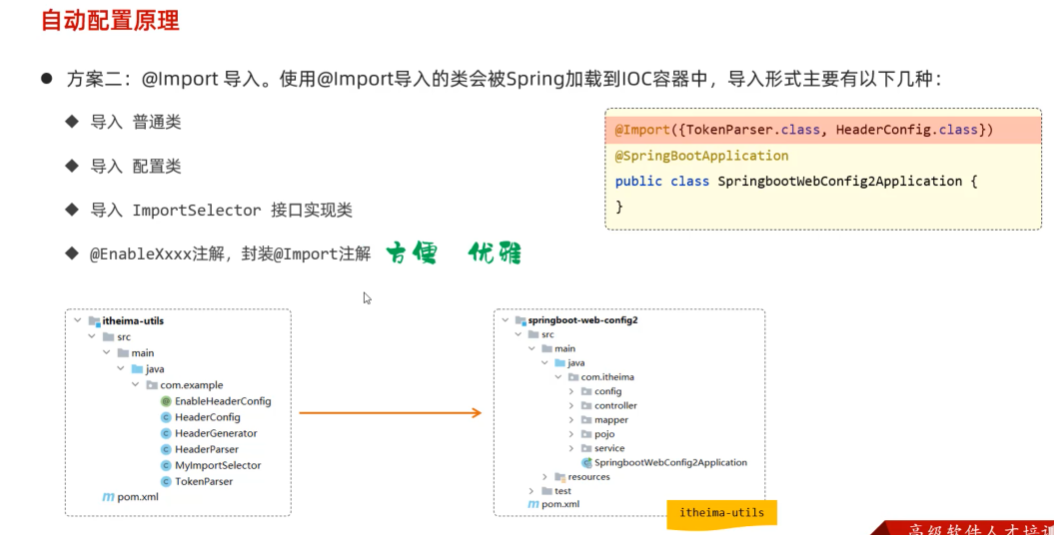 自动配置原理
方案二：@Import 导入。使用@Import导入的类会被Spring加载到IOC容器中，导入形式主要有以下几种：
导入 普通类
导入 配置类
导入 ImportSelector 接口实现类
@EnableXxxx注解，封装@Import注解 方便 优雅
@Import({TokenParser.class, HeaderConfig.class})
@SpringBootApplication
public class SpringbootWebConfig2Application {
}
itheima-utils
src
main
java
com.example
EnableHeaderConfig
HeaderConfig
HeaderGenerator
HeaderParser
MyImportSelector
TokenParser
pom.xml
springboot-web-config2
src
main
java
com.itheima
config
controller
mapper
pojo
service
SpringbootWebConfig2Application
resources
test
pom.xml
itheima-utils
高级软件人才培训